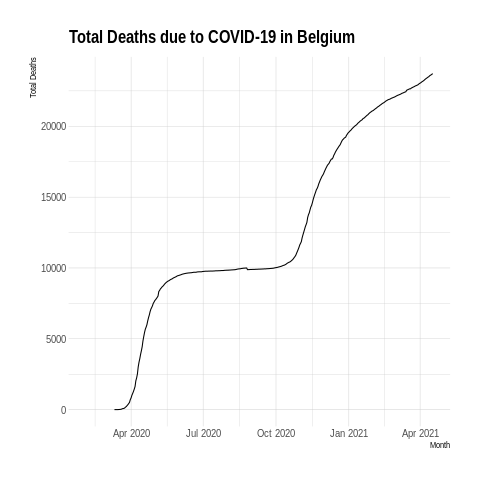 Total Deaths due to COVID-19 in Belgium
Total Deaths
20000
15000
10000
5000
0
Apr 2020 Jul 2020 Oct 2020 Jan 2021 Apr 2021
Month